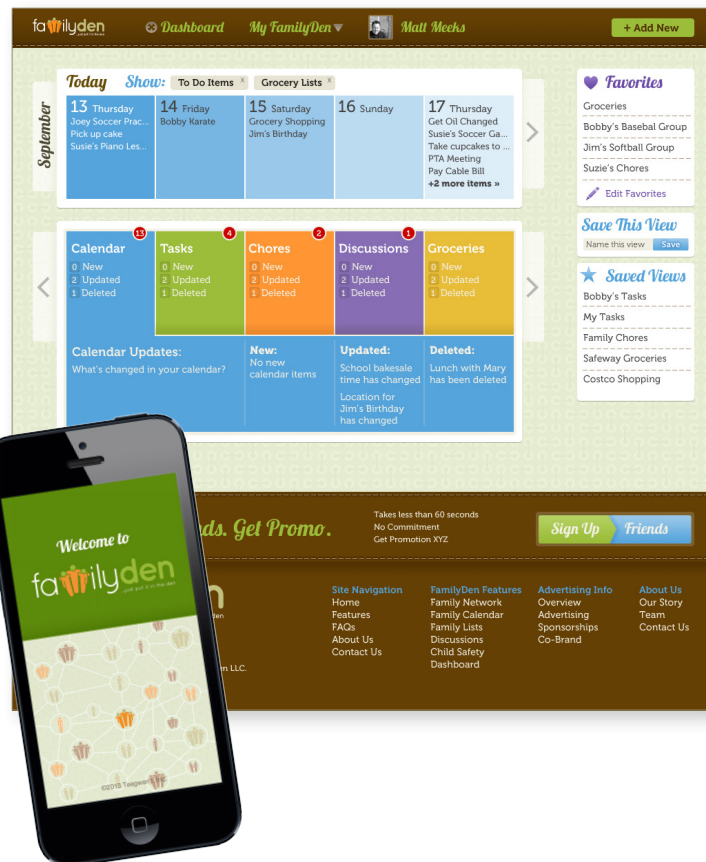 familyden
Dashboard
My FamilyDen
Matt Meeks
+ Add New
Today
Show:
To Do Items x
Grocery Lists x
September
13 Thursday
Joey Soccer Prac...
Pick up cake
Susie's Piano Les...
14 Friday
Bobby Karate
15 Saturday
Grocery Shopping
Jim's Birthday
16 Sunday
17 Thursday
Get Oil Changed
Susie's Soccer Ga...
Take cupcakes to ...
PTA Meeting
Pay Cable Bill
+2 more items »
Favorites
Groceries
Bobby's Basebal Group
Jim's Softball Group
Suzie's Chores
Edit Favorites
Save This View
Name this view
Save
Saved Views
Bobby's Tasks
My Tasks
Family Chores
Safeway Groceries
Costco Shopping
13
Calendar
0 New
2 Updated
1 Deleted
4
Tasks
0 New
2 Updated
1 Deleted
2
Chores
0 New
2 Updated
1 Deleted
1
Discussions
0 New
2 Updated
1 Deleted
Groceries
0 New
2 Updated
1 Deleted
Calendar Updates:
What's changed in your calendar?
New:
No new
calendar items
Updated:
School bakesale
time has changed
Location for
Jim's Birthday
has changed
Deleted:
Lunch with Mary
has been deleted
ds. Get Promo.
Takes less than 60 seconds
No Commitment
Get Promotion XYZ
Sign Up
Friends
n
den
n LLC.
Site Navigation
Home
Features
FAQs
About Us
Contact Us
FamilyDen Features
Family Network
Family Calendar
Family Lists
Discussions
Child Safety
Dashboard
Advertising Info
Overview
Advertising
Sponsorships
Co-Brand
About Us
Our Story
Team
Contact Us
Welcome to
familyden
...just put it in the den